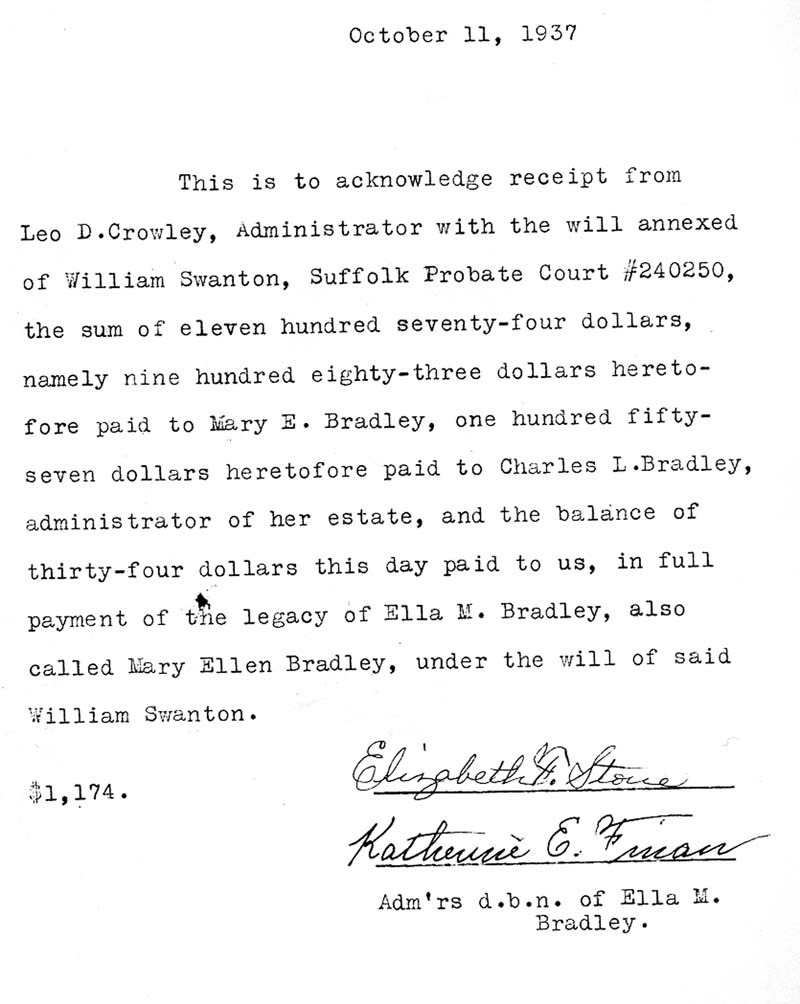 October 11, 1937
This is to acknowledge receipt from
Leo D.Crowley, Administrator with the will annexed
of William Swanton, Suffolk Probate Court #240250,
the sum of eleven hundred seventy-four dollars,
namely nine hundred eighty-three dollars hereto-
fore paid to Mary E. Bradley, one hundred fifty-
seven dollars heretofore paid to Charles L.Bradley,
administrator of her estate, and the balance of
thirty-four dollars this day paid to us, in full
payment of the legacy of Ella M. Bradley, also
called Mary Ellen Bradley, under the will of said
William Swanton.
Elizabeth F. Stone
$1,174.
Katherine E. Finan
Adm'rs d.b.n. of Ella M.
Bradley.